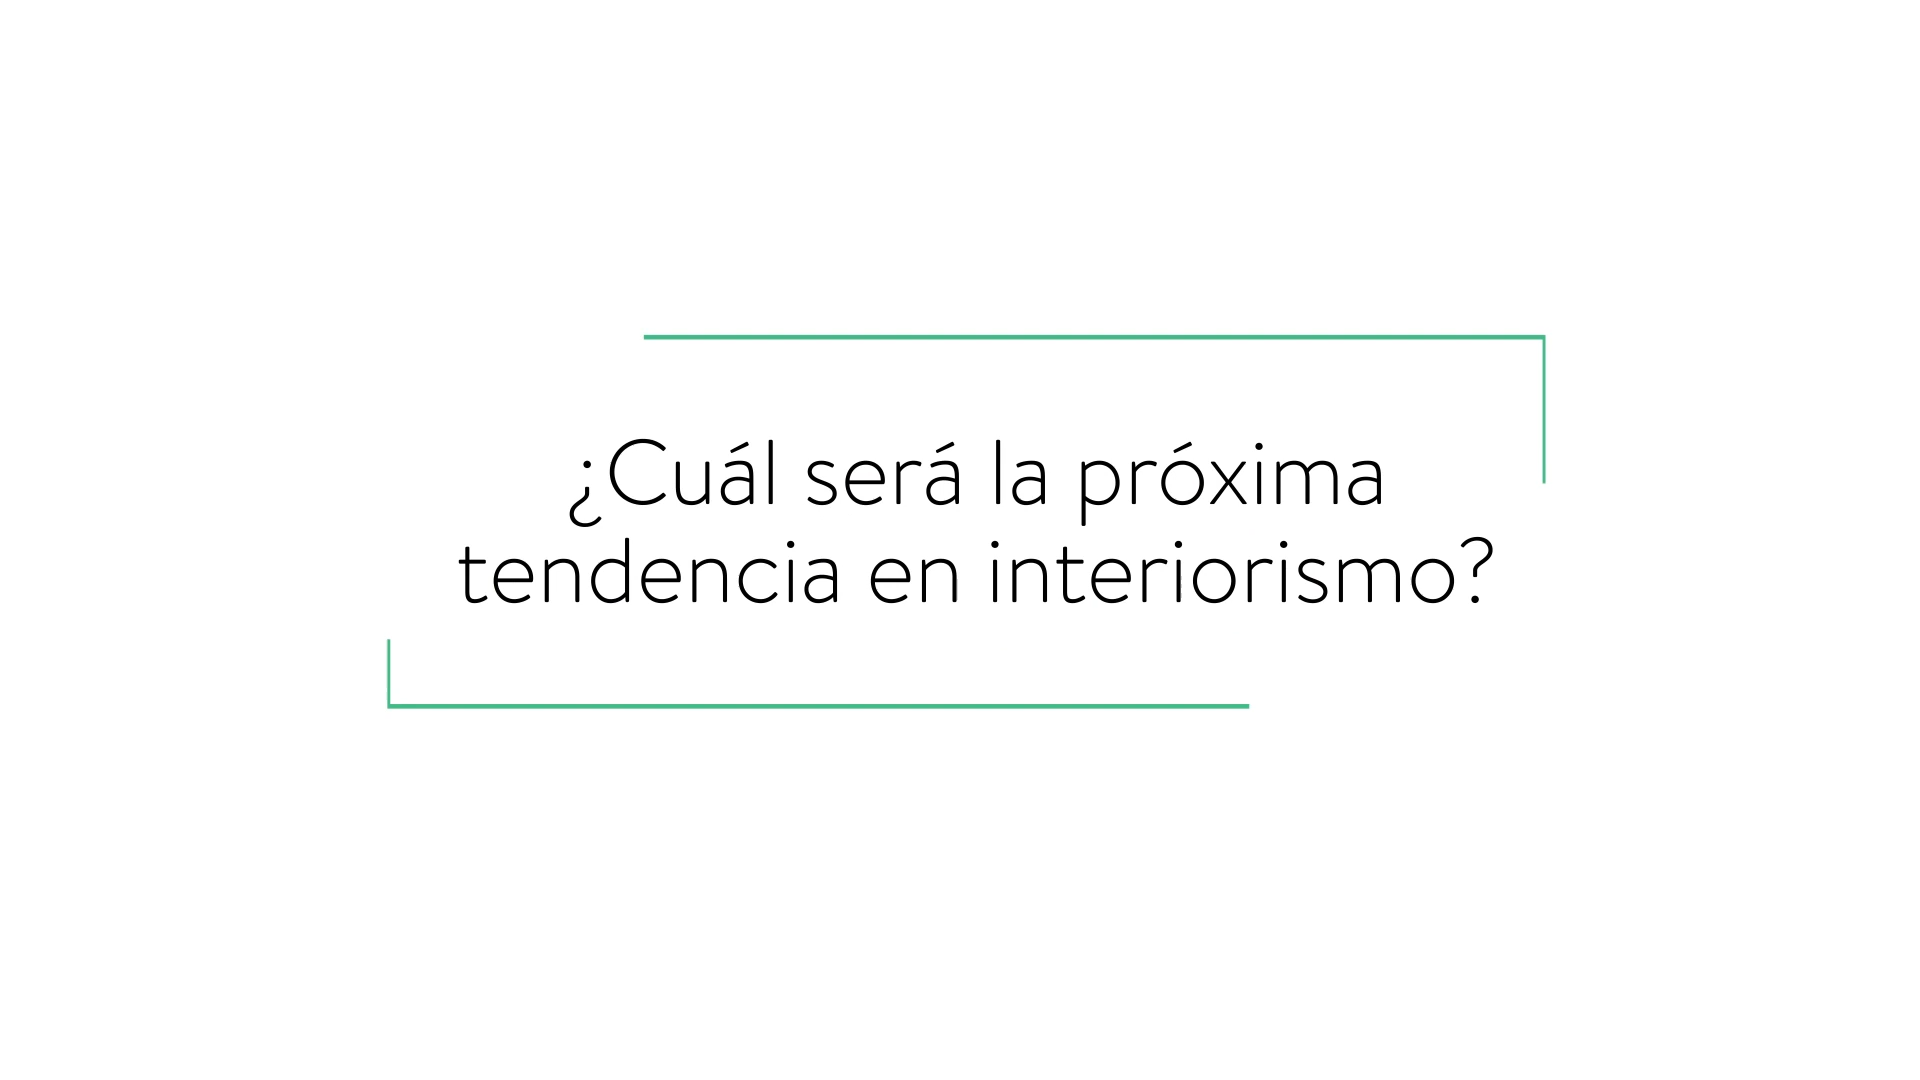 ¿Cuál será la próxima
tendencia en interiorismo?